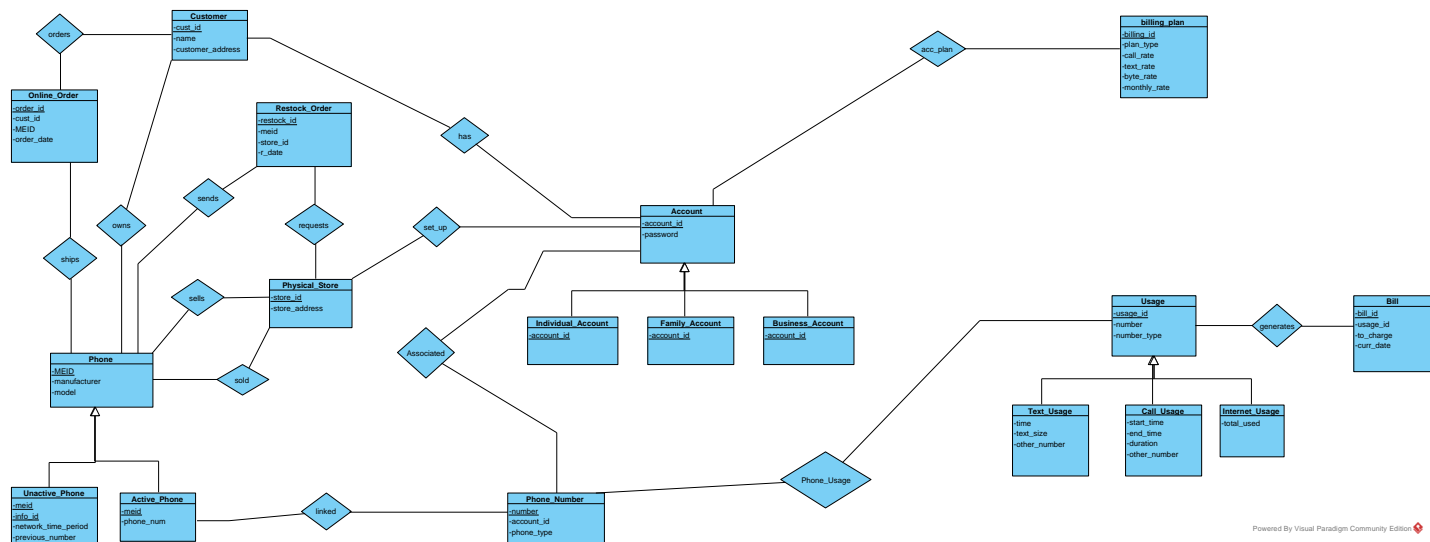 Customer
-cust_id
-name
-customer_address
orders
billing_plan
-billing_id
-plan_type
-call_rate
-text_rate
-byte_rate
-monthly_rate
acc_plan
Online_Order
-order_id
-cust_id
-MEID
-order_date
Restock_Order
-restock_id
-meid
-store_id
-r_date
has
sends
owns
requests
set_up
Account
-account_id
-password
ships
Physical_Store
-store_id
-store_address
sells
Individual_Account
-account_id
Family_Account
-account_id
Business_Account
-account_id
Usage
-usage_id
-number
-number_type
generates
Bill
-bill_id
-usage_id
-to_charge
-curr_date
Associated
Phone
-MEID
-manufacturer
-model
sold
Text_Usage
-time
-text_size
-other_number
Call_Usage
-start_time
-end_time
-duration
-other_number
Internet_Usage
-total_used
Phone_Usage
Unactive_Phone
-meid
-info_id
-network_time_period
-previous_number
Active_Phone
-meid
-phone_num
linked
Phone_Number
-number
-account_id
-phone_type
Powered By Visual Paradigm Community Edition